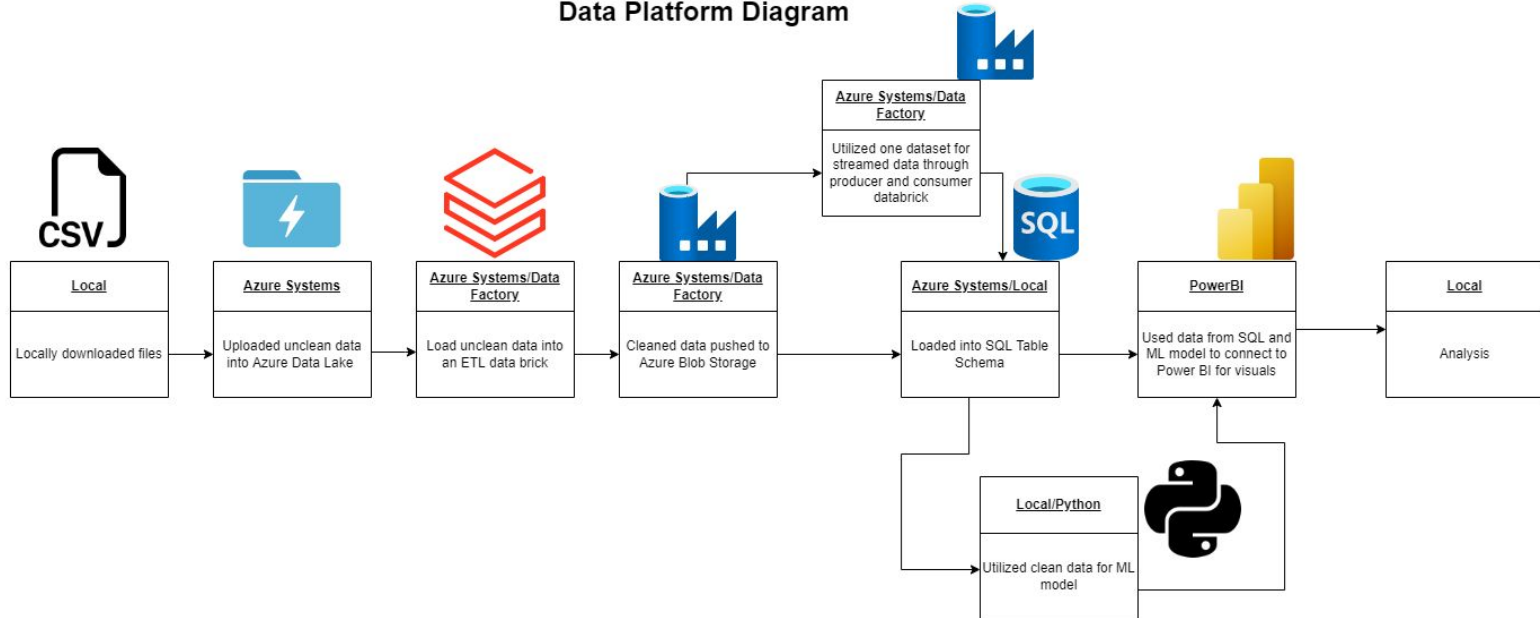 Data Platform Diagram
Azure Systems/Data
Factory
Utilized one dataset for
streamed data through
producer and consumer
databrick
CSV
SQL
Local
Locally downloaded files
Azure Systems
Uploaded unclean data
into Azure Data Lake
Azure Systems/Data
Factory
Load unclean data into
an ETL data brick
Azure Systems/Data
Factory
Cleaned data pushed to
Azure Blob Storage
Azure Systems/Local
Loaded into SQL Table
Schema
PowerBI
Used data from SQL and
ML model to connect to
Power BI for visuals
Local
Analysis
Local/Python
Utilized clean data for ML
model